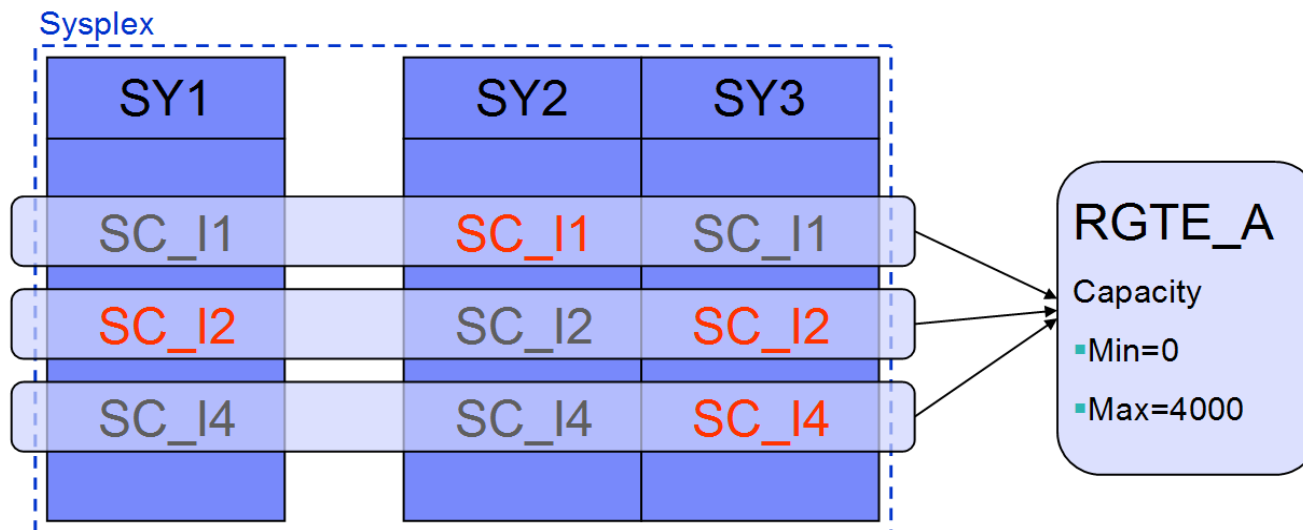 Sysplex
SY1 SY2 SY3
SC_I1 SC_I1 SC_I1
SC_I2 SC_I2 SC_I2
SC_I4 SC_I4 SC_I4
RGTE_A
Capacity
▪Min=0
▪Max=4000